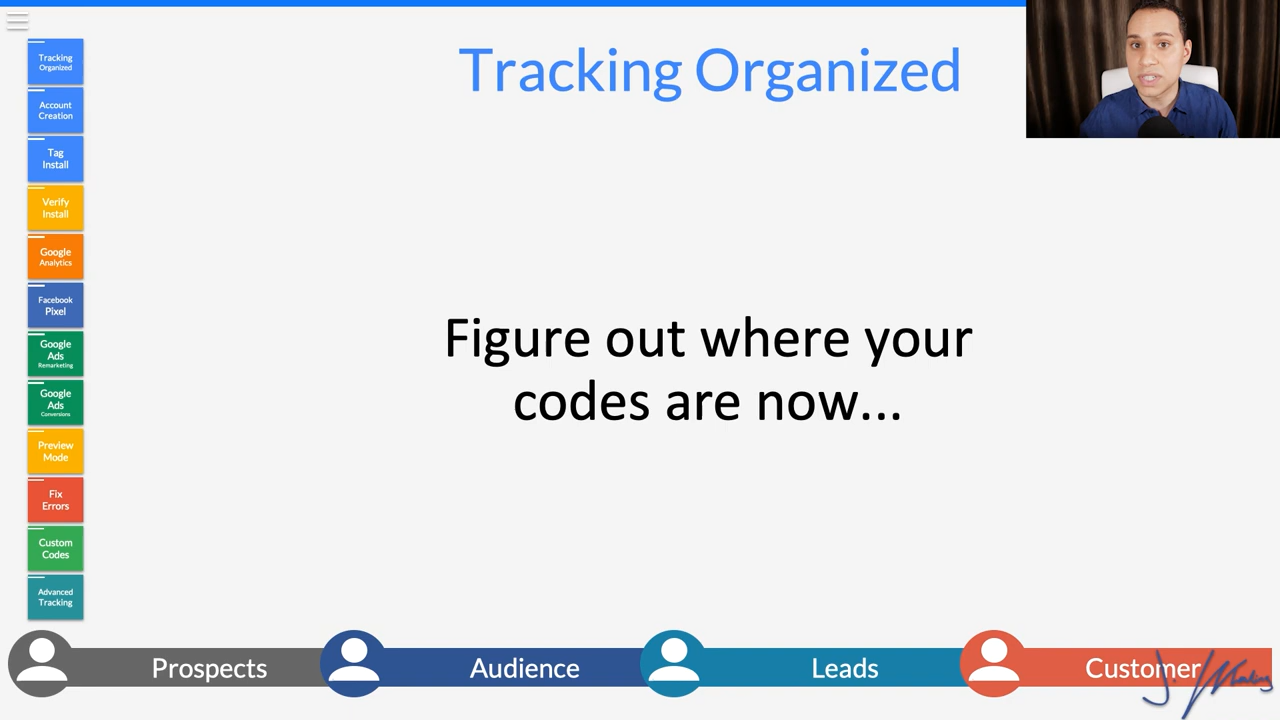 Tracking Organized
Tracking
Organized
Account
Creation
Tag
Install
Verify
Install
Google
Analytics
Facebook
Pixel
Google
Ads
Remarketing
Google
Ads
Conversions
Preview
Mode
Fix
Errors
Custom
Codes
Advanced
Tracking
Figure out where your
codes are now...
Prospects
Audience
Leads
Customer